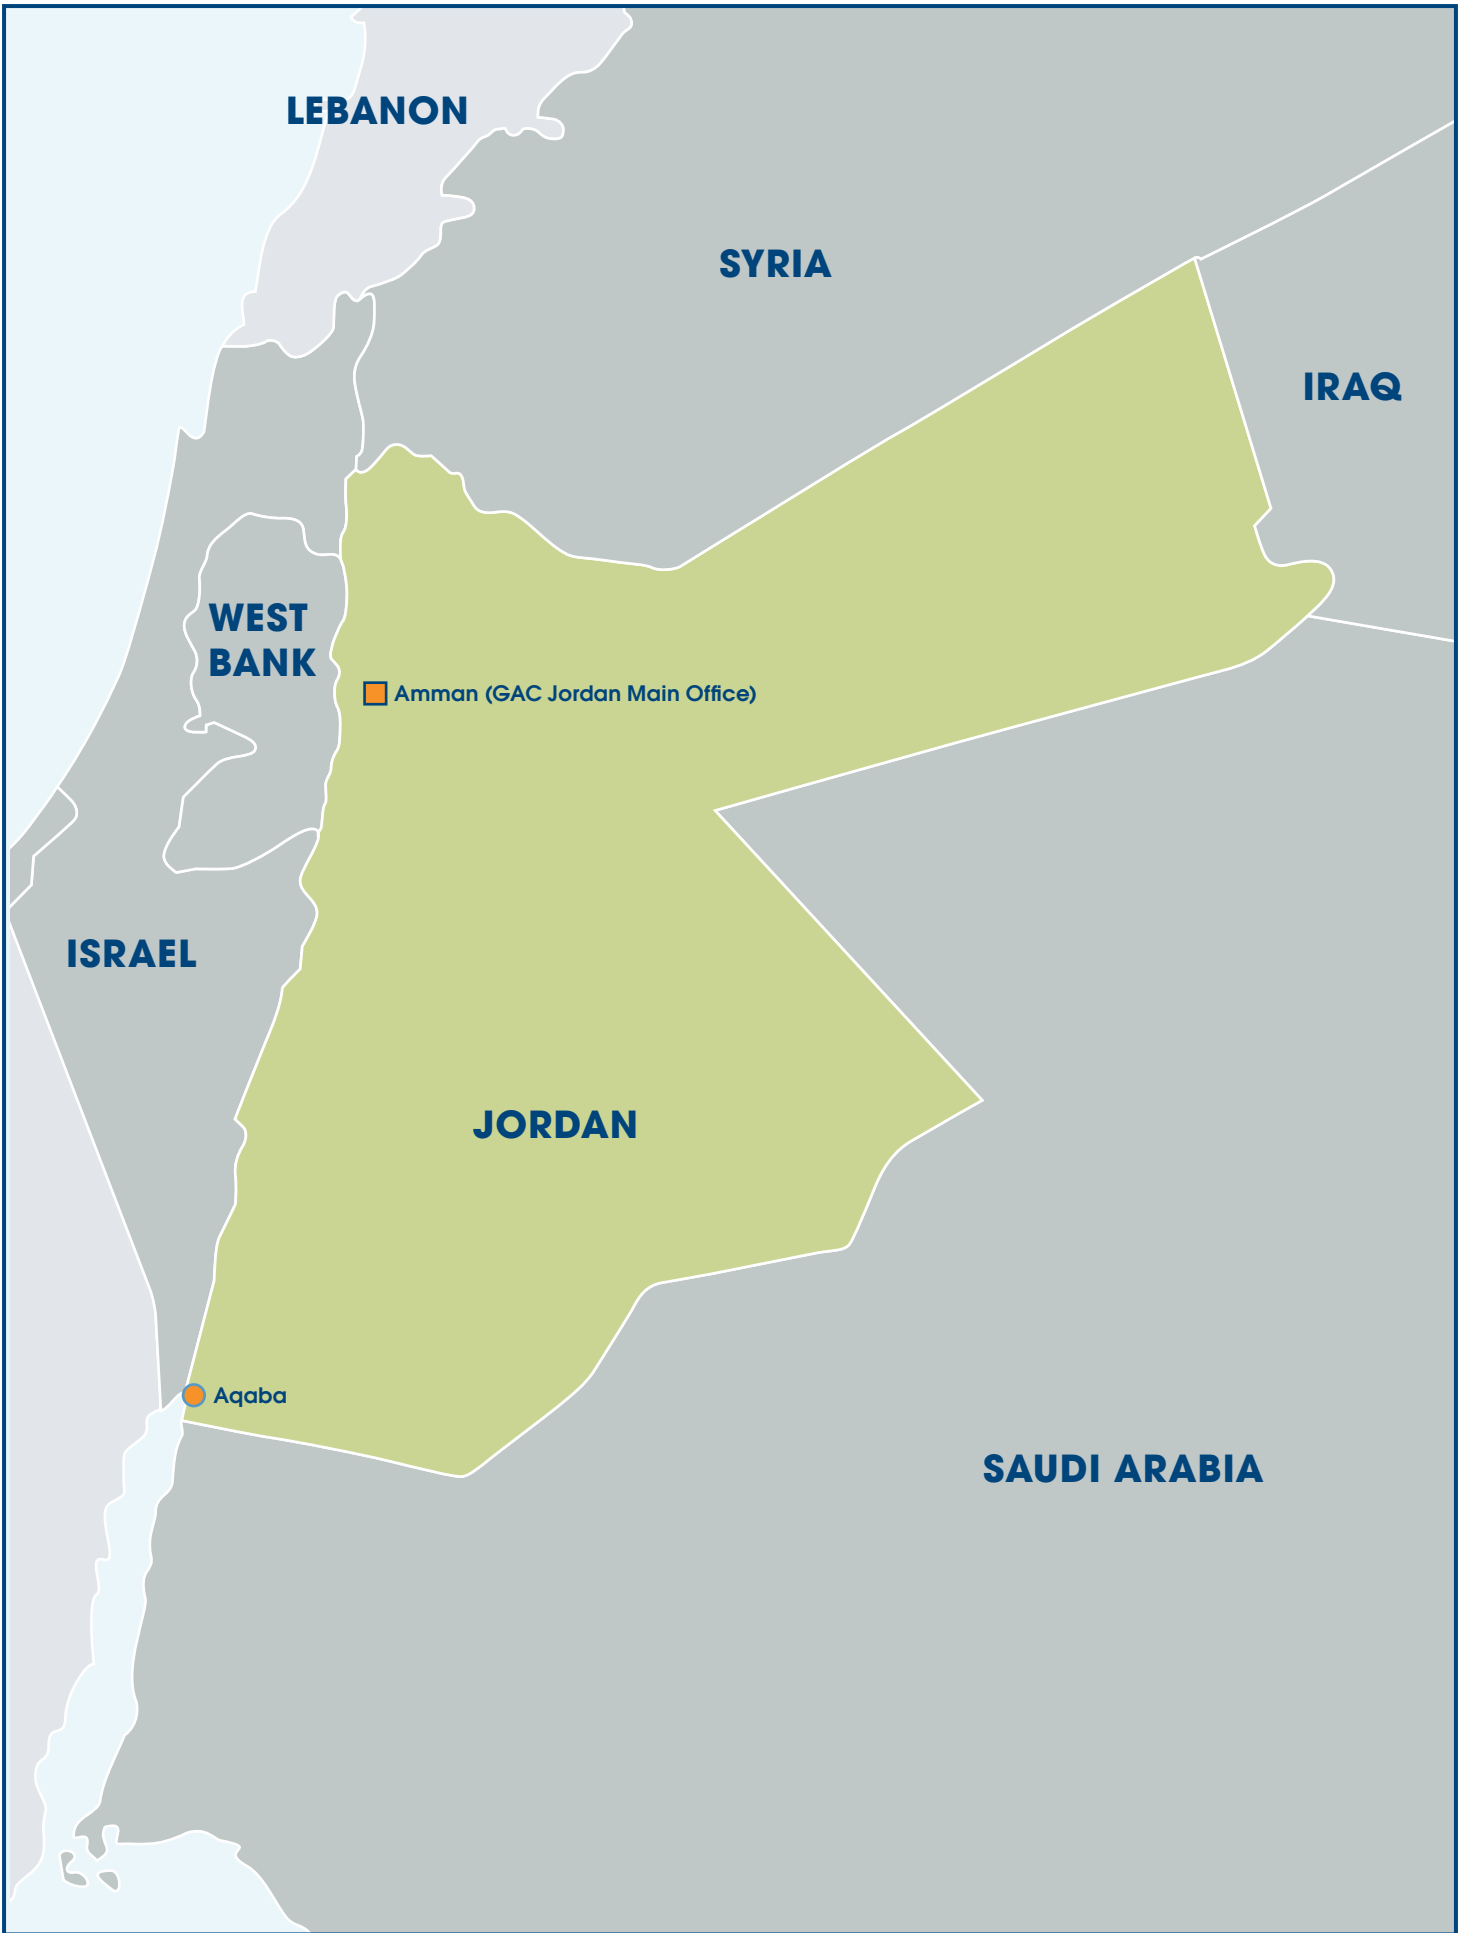 LEBANON
SYRIA
IRAQ
WEST
BANK
Amman (GAC Jordan Main Office)
ISRAEL
JORDAN
Aqaba
SAUDI ARABIA